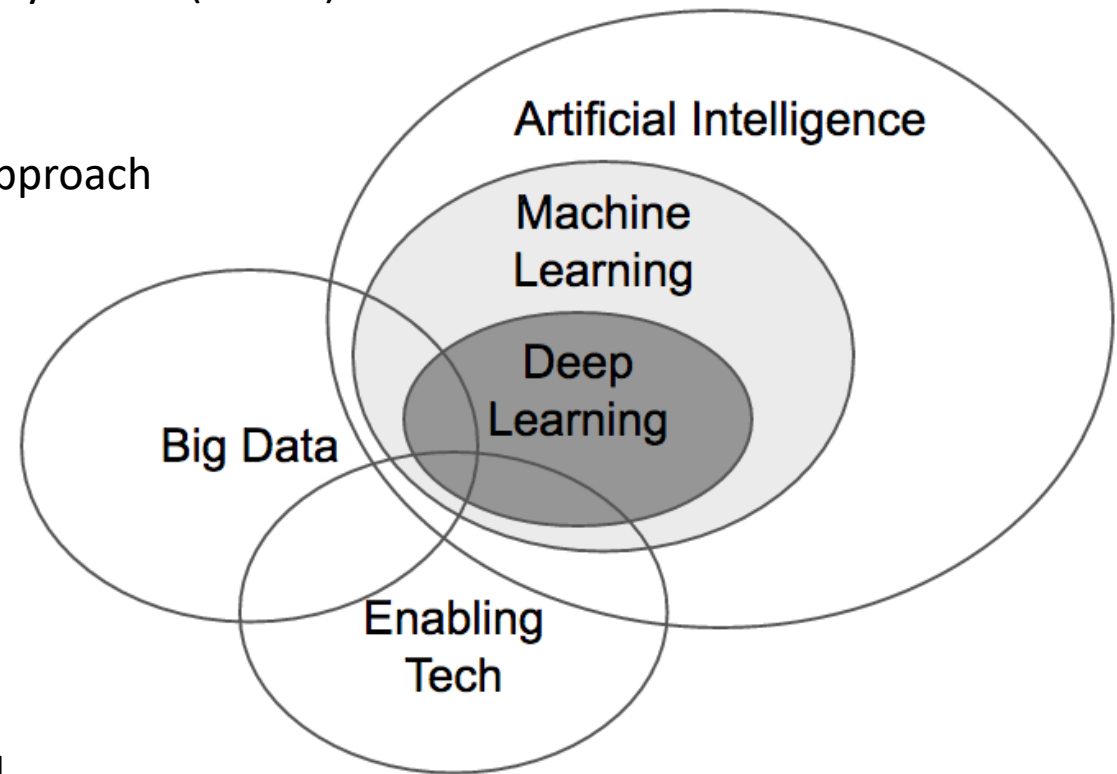 Artificial Intelligence
pproach
Machine
Learning
Deep
Learning
Big Data
Enabling
Tech